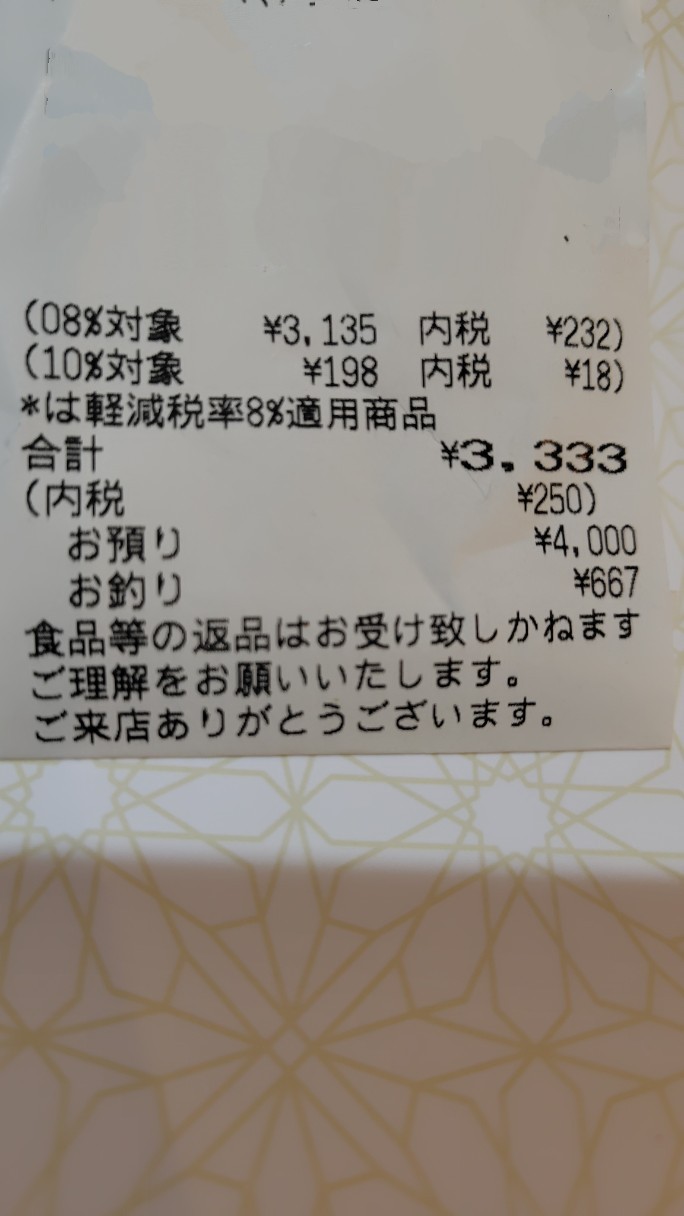 (08%対象 ¥3,135 内税 ¥232)
(10%対象 ¥198 内税 ¥18)
*は軽減税率8%適用商品
合計 ¥3,333
(内税 ¥250)
お預り ¥4,000
お釣り ¥667
食品等の返品はお受け致しかねます
ご理解をお願いいたします。
ご来店ありがとうございます。